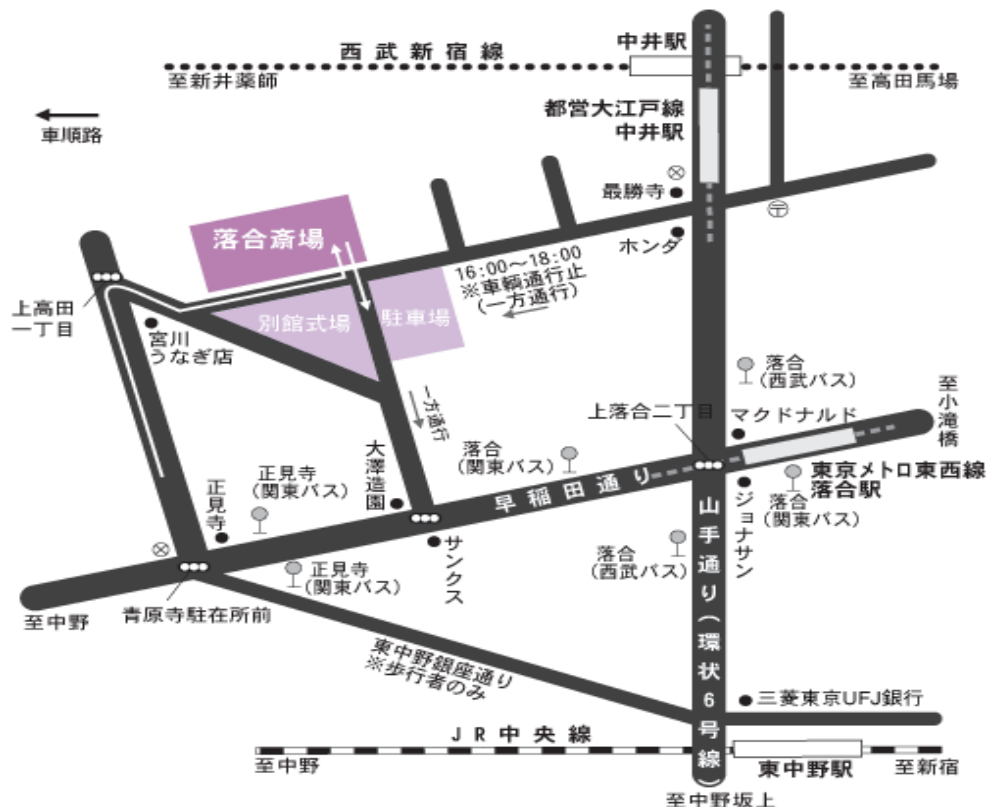 中井駅
西武新宿線
至新井薬師
至高田馬場
車順路
都営大江戸線
中井駅
最勝寺
〒
ホンダ
落合斎場
16:00～18:00
※車輌通行止
(一方通行)
上高田
一丁目
別館式場
駐車場
宮川
うなぎ店
一方通行
落合
(西武バス)
至小滝橋
上落合二丁目
マクドナルド
大澤造園
落合
(関東バス)
正見寺
(関東バス)
正見寺
早稲田通り
東京メトロ東西線
落合駅
落合
(関東バス)
ジョナサン
山手通り(環状6号線)
サンクス
落合
(西武バス)
正見寺
(関東バス)
至中野
青原寺駐在所前
東中野銀座通り
※歩行者のみ
三菱東京UFJ銀行
JR中央線
至中野
東中野駅
至新宿
至中野坂上